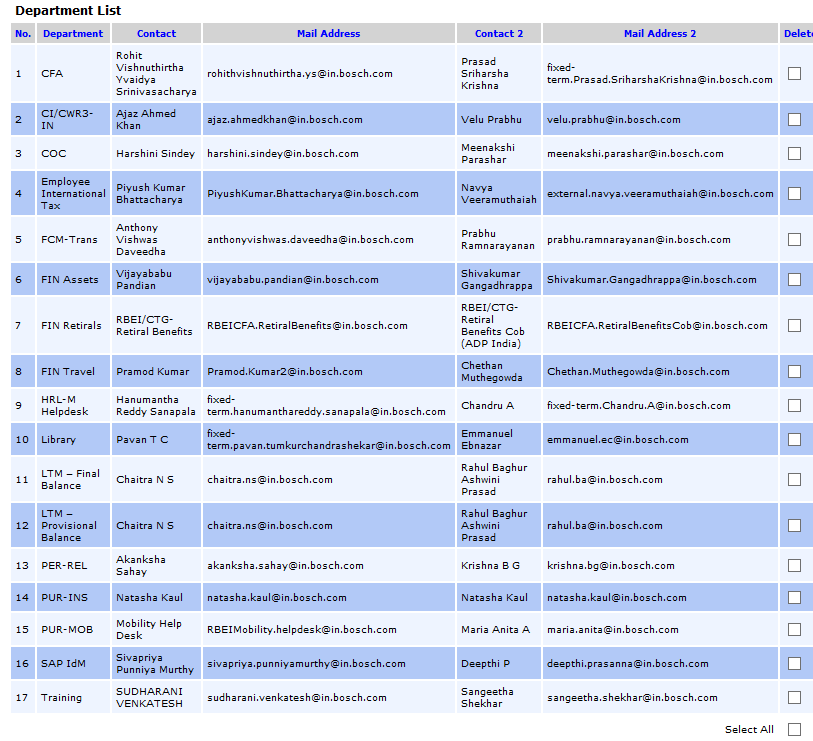 Department List
No. Department Contact Mail Address Contact 2 Mail Address 2 Delete
1 CFA Rohit Vishnuthirtha Yvaidya Srinivasacharya rohithvishnuthirtha.ys@in.bosch.com Prasad Sriharsha Krishna fixed-term.Prasad.SriharshaKrishna@in.bosch.com
2 CI/CWR3-IN Ajaz Ahmed Khan ajaz.ahmedkhan@in.bosch.com Velu Prabhu velu.prabhu@in.bosch.com
3 COC Harshini Sindey harshini.sindey@in.bosch.com Meenakshi Parashar meenakshi.parashar@in.bosch.com
4 Employee International Tax Piyush Kumar Bhattacharya PiyushKumar.Bhattacharya@in.bosch.com Navya Veeramuthaiah external.navya.veeramuthaiah@in.bosch.com
5 FCM-Trans Anthony Vishwas Daveedha anthonyvishwas.daveedha@in.bosch.com Prabhu Ramnarayanan prabhu.ramnarayanan@in.bosch.com
6 FIN Assets Vijayababu Pandian vijayababu.pandian@in.bosch.com Shivakumar Gangadhrappa Shivakumar.Gangadhrappa@in.bosch.com
7 FIN Retirals RBEI/CTG-Retiral Benefits RBEICFA.RetiralBenefits@in.bosch.com RBEI/CTG-Retiral Benefits Cob (ADP India) RBEICFA.RetiralBenefitsCob@in.bosch.com
8 FIN Travel Pramod Kumar Pramod.Kumar2@in.bosch.com Chethan Muthegowda Chethan.Muthegowda@in.bosch.com
9 HRL-M Helpdesk Hanumantha Reddy Sanapala fixed-term.hanumanthareddy.sanapala@in.bosch.com Chandru A fixed-term.Chandru.A@in.bosch.com
10 Library Pavan T C fixed-term.pavan.tumkurchandrashekar@in.bosch.com Emmanuel Ebnazar emmanuel.ec@in.bosch.com
11 LTM – Final Balance Chaitra N S chaitra.ns@in.bosch.com Rahul Baghur Ashwini Prasad rahul.ba@in.bosch.com
12 LTM – Provisional Balance Chaitra N S chaitra.ns@in.bosch.com Rahul Baghur Ashwini Prasad rahul.ba@in.bosch.com
13 PER-REL Akanksha Sahay akanksha.sahay@in.bosch.com Krishna B G krishna.bg@in.bosch.com
14 PUR-INS Natasha Kaul natasha.kaul@in.bosch.com Natasha Kaul natasha.kaul@in.bosch.com
15 PUR-MOB Mobility Help Desk RBEIMobility.helpdesk@in.bosch.com Maria Anita A maria.anita@in.bosch.com
16 SAP IdM Sivapriya Punniya Murthy sivapriya.punniyamurthy@in.bosch.com Deepthi P deepthi.prasanna@in.bosch.com
17 Training SUDHARANI VENKATESH sudharani.venkatesh@in.bosch.com Sangeetha Shekhar sangeetha.shekhar@in.bosch.com
Select All